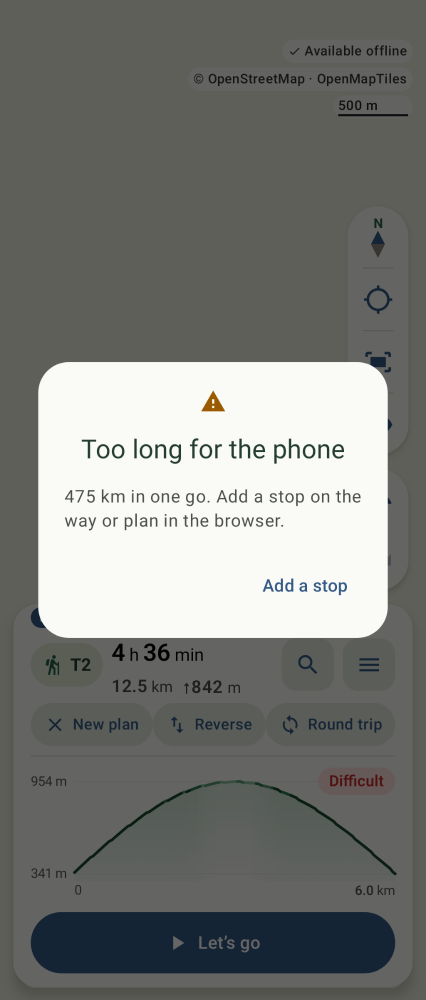 ✓ Available offline
© OpenStreetMap · OpenMapTiles
500 m
N
Too long for the phone
475 km in one go. Add a stop on the
way or plan in the browser.
Add a stop
T2
4 h 36 min
12.5 km ↑842 m
New plan
Reverse
Round trip
954 m
Difficult
341 m
0
6.0 km
Let’s go